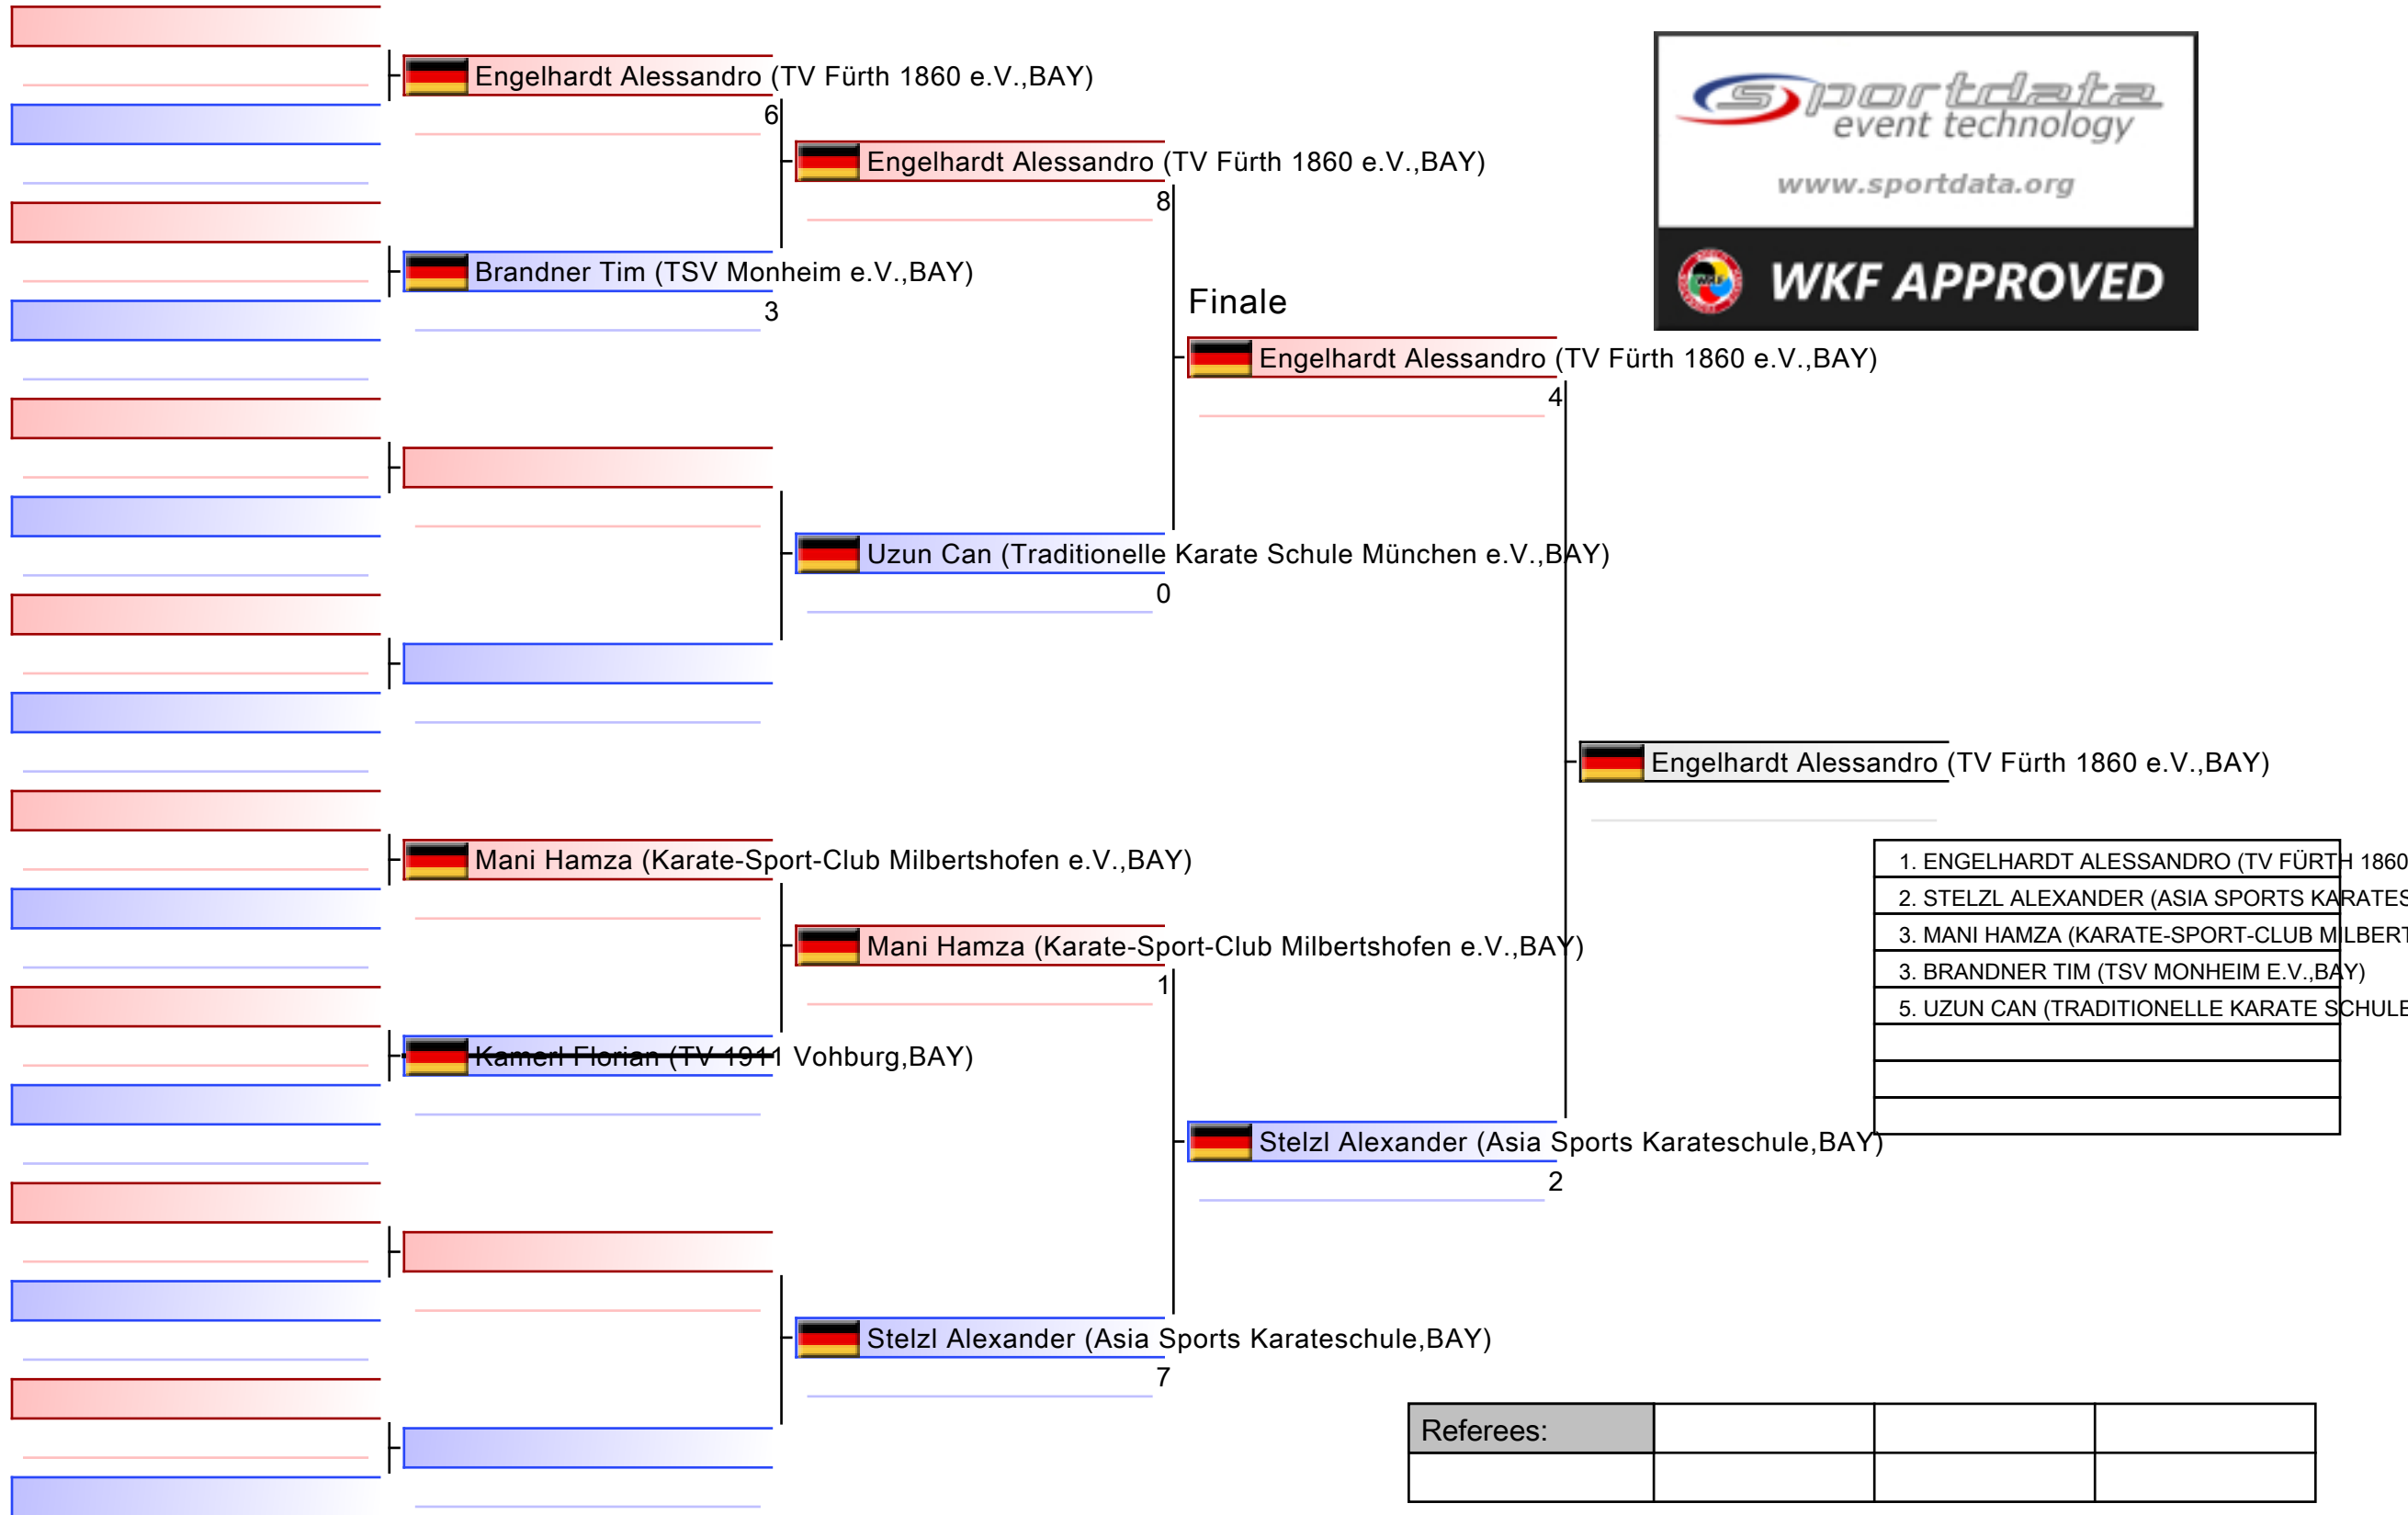 Engelhardt Alessandro (TV Fürth 1860 e.V.,BAY)
6
Brandner Tim (TSV Monheim e.V.,BAY)
3
Mani Hamza (Karate-Sport-Club Milbertshofen e.V.,BAY)
Kamerl Florian (TV 1911 Vohburg,BAY)
Engelhardt Alessandro (TV Fürth 1860 e.V.,BAY)
8
Uzun Can (Traditionelle Karate Schule München e.V.,BAY)
0
Mani Hamza (Karate-Sport-Club Milbertshofen e.V.,BAY)
1
Stelzl Alexander (Asia Sports Karateschule,BAY)
7
Finale
Engelhardt Alessandro (TV Fürth 1860 e.V.,BAY)
4
Stelzl Alexander (Asia Sports Karateschule,BAY)
2
Engelhardt Alessandro (TV Fürth 1860 e.V.,BAY)
sportdata
event technology
www.sportdata.org
WKF
WKF APPROVED
1. ENGELHARDT ALESSANDRO (TV FÜRTH 1860
2. STELZL ALEXANDER (ASIA SPORTS KARATES
3. MANI HAMZA (KARATE-SPORT-CLUB MILBERT
3. BRANDNER TIM (TSV MONHEIM E.V.,BAY)
5. UZUN CAN (TRADITIONELLE KARATE SCHULE
Referees: